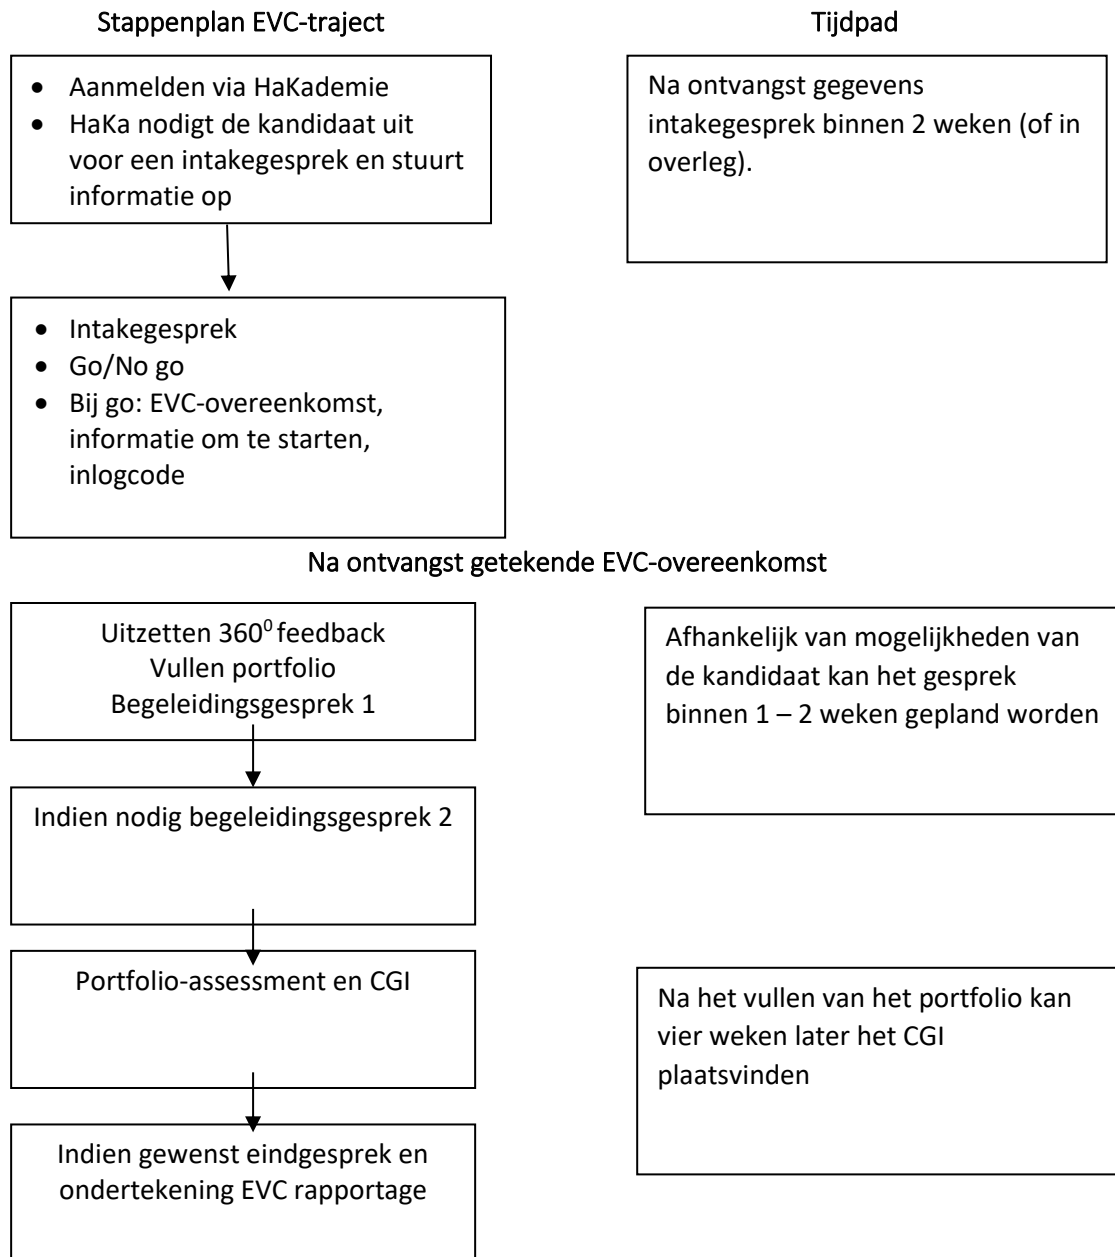 Stappenplan EVC-traject
Tijdpad
• Aanmelden via HaKademie
• HaKa nodigt de kandidaat uit
voor een intakegesprek en stuurt
informatie op
Na ontvangst gegevens
intakegesprek binnen 2 weken (of in
overleg).
• Intakegesprek
• Go/No go
• Bij go: EVC-overeenkomst,
informatie om te starten,
inlogcode
Na ontvangst getekende EVC-overeenkomst
Uitzetten 360⁰ feedback
Vullen portfolio
Begeleidingsgesprek 1
Afhankelijk van mogelijkheden van
de kandidaat kan het gesprek
binnen 1 – 2 weken gepland worden
Indien nodig begeleidingsgesprek 2
Portfolio-assessment en CGI
Na het vullen van het portfolio kan
vier weken later het CGI
plaatsvinden
Indien gewenst eindgesprek en
ondertekening EVC rapportage